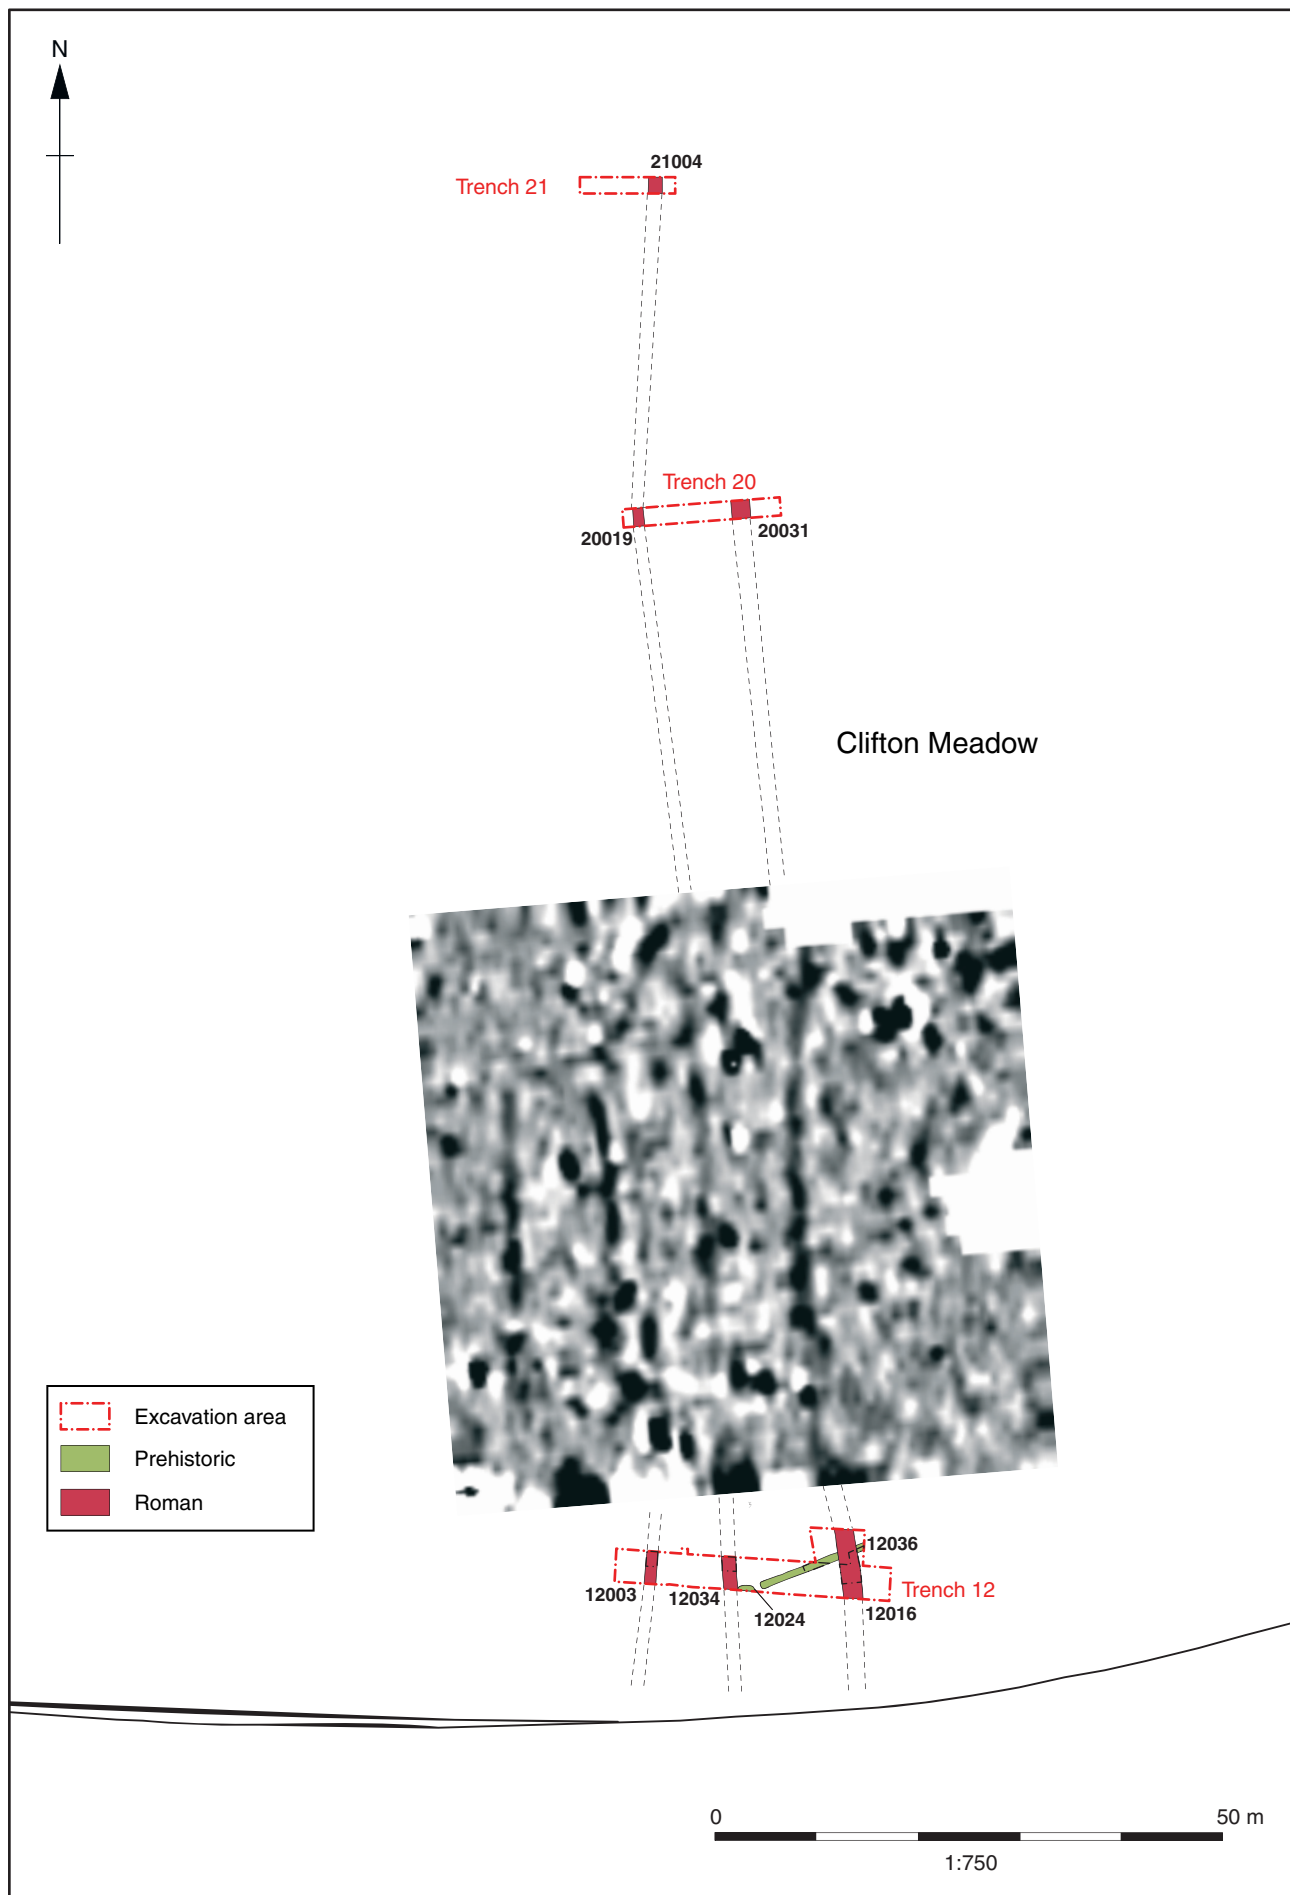 N
21004
Trench 21
Trench 20
20019
20031
Clifton Meadow
Excavation area
Prehistoric
Roman
12036
12003
12034
Trench 12
12024
12016
0
50 m
1:750